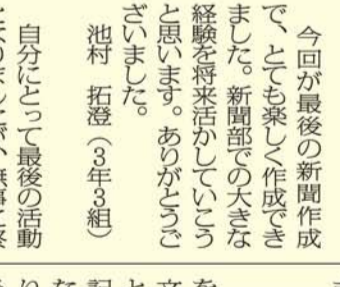 今回が最後の新聞作成
で、とても楽しく作成でき
ました。新聞部での大きな
経験を将来活かしていこう
と思います。ありがとうご
ざいました。
池村　拓澄（3年3組）
自分にとって最後の活動